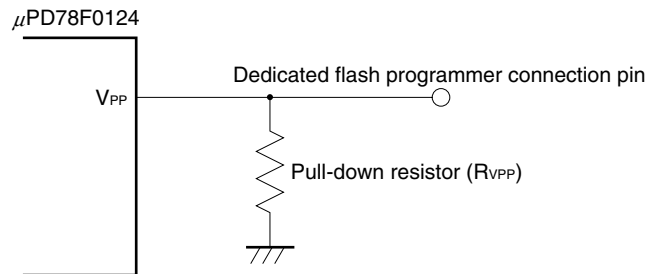 μPD78F0124
Dedicated flash programmer connection pin
VPP
Pull-down resistor (RVPP)